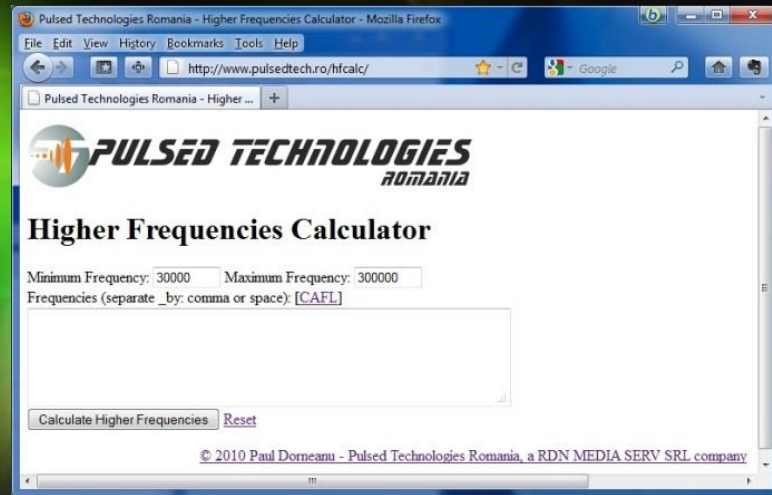 Pulsed Technologies Romania - Higher Frequencies Calculator - Mozilla Firefox
File Edit View History Bookmarks Tools Help
http://www.pulsedtech.ro/hfcalc/ Google
Pulsed Technologies Romania - Higher ... +
PULSED TECHNOLOGIES
ROMANIA
Higher Frequencies Calculator
Minimum Frequency: 30000 Maximum Frequency: 300000
Frequencies (separate _by: comma or space): [CAFL]
Calculate Higher Frequencies Reset
© 2010 Paul Dorneanu - Pulsed Technologies Romania, a RDN MEDIA SERV SRL company